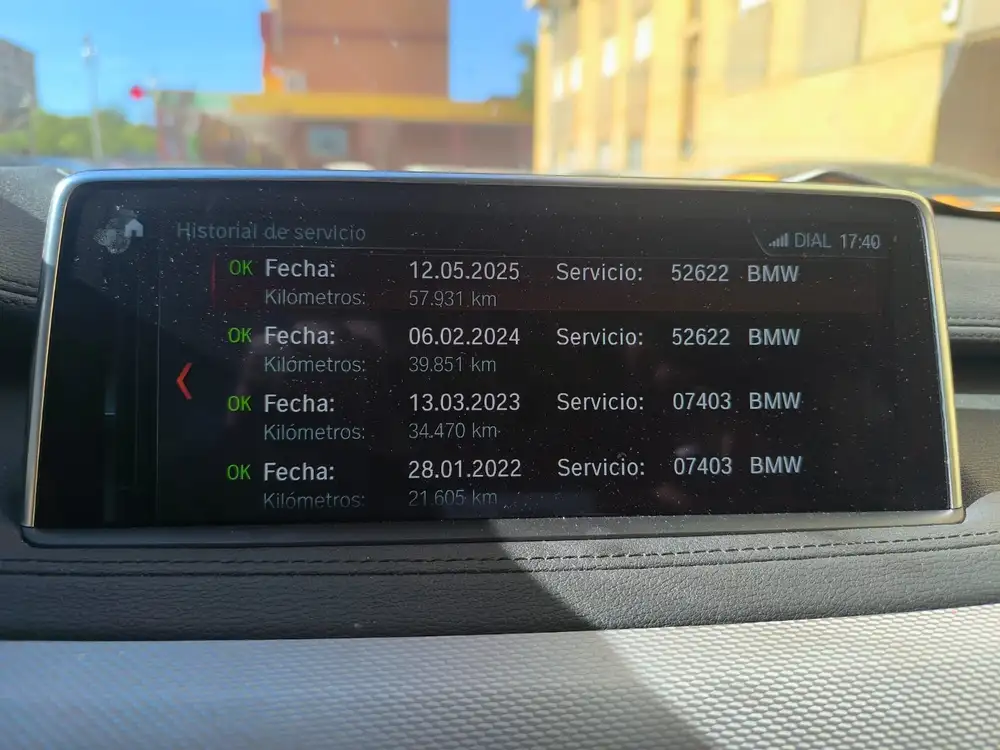 Historial de servicio
DIAL 17:40
OK Fecha: 12.05.2025 Servicio: 52622 BMW
Kilómetros: 57.931 km
OK Fecha: 06.02.2024 Servicio: 52622 BMW
Kilómetros: 39.851 km
OK Fecha: 13.03.2023 Servicio: 07403 BMW
Kilómetros: 34.470 km
OK Fecha: 28.01.2022 Servicio: 07403 BMW
Kilómetros: 21.605 km